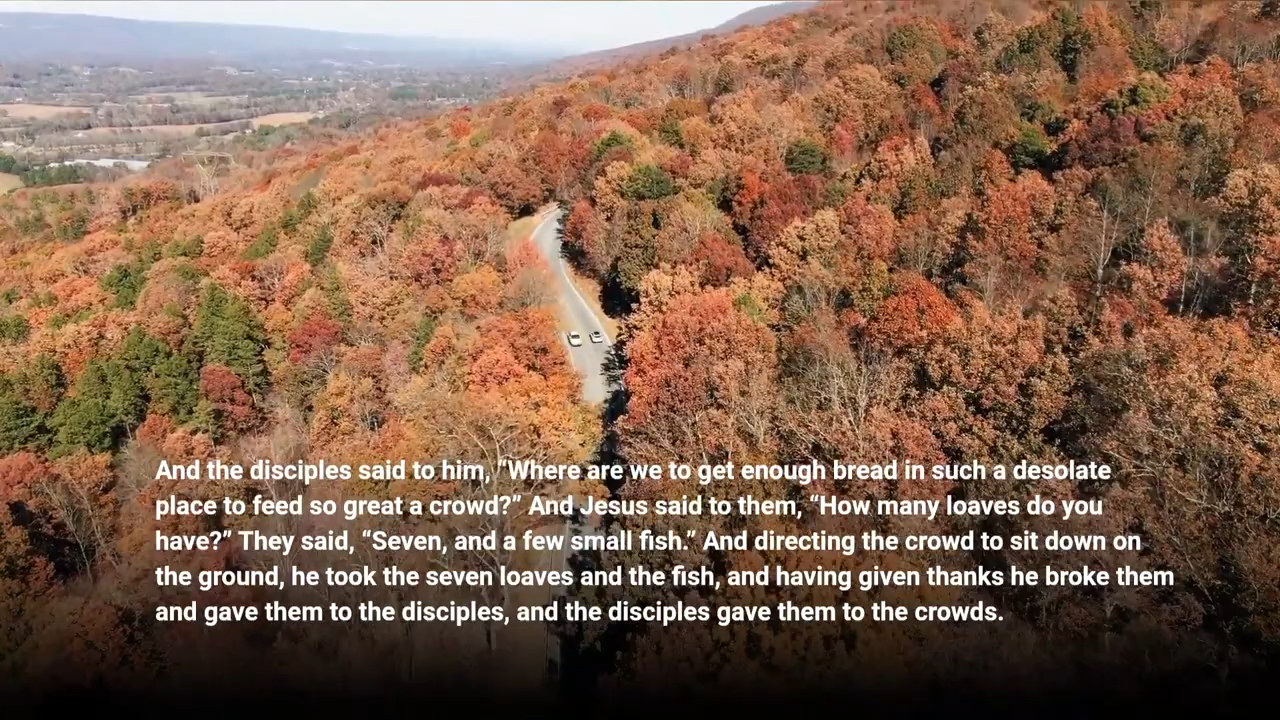 And the disciples said to him, “Where are we to get enough bread in such a desolate
place to feed so great a crowd?” And Jesus said to them, “How many loaves do you
have?” They said, “Seven, and a few small fish.” And directing the crowd to sit down on
the ground, he took the seven loaves and the fish, and having given thanks he broke them
and gave them to the disciples, and the disciples gave them to the crowds.